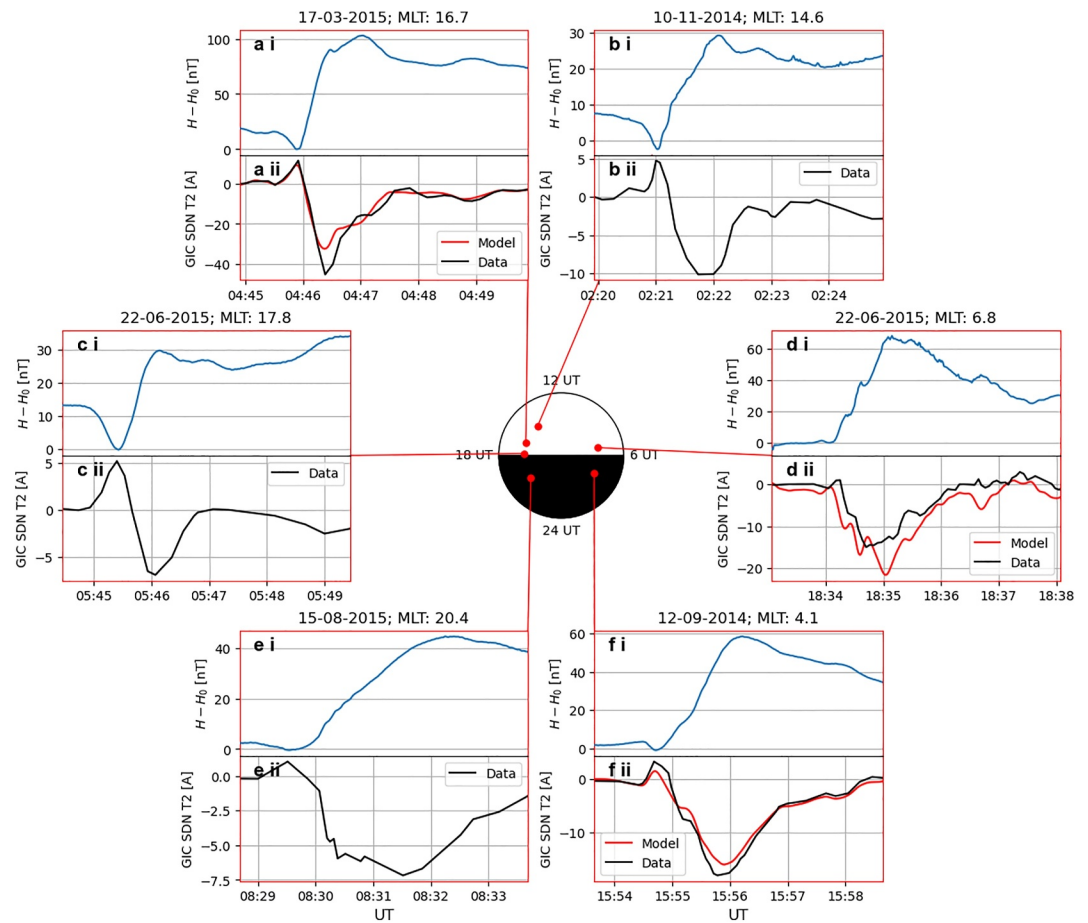 17-03-2015; MLT: 16.7
a i
H − H₀ [nT]
100
50
0
a ii
GIC SDN T2 [A]
0
−20
−40
Model
Data
04:45 04:46 04:47 04:48 04:49
10-11-2014; MLT: 14.6
b i
H − H₀ [nT]
30
20
10
0
b ii
GIC SDN T2 [A]
5
0
−5
−10
Data
02:20 02:21 02:22 02:23 02:24
22-06-2015; MLT: 17.8
c i
H − H₀ [nT]
30
20
10
0
c ii
GIC SDN T2 [A]
5
0
−5
Data
05:45 05:46 05:47 05:48 05:49
12 UT
18 UT
6 UT
24 UT
22-06-2015; MLT: 6.8
d i
H − H₀ [nT]
60
40
20
0
d ii
GIC SDN T2 [A]
0
−10
−20
Model
Data
18:34 18:35 18:36 18:37 18:38
15-08-2015; MLT: 20.4
e i
H − H₀ [nT]
40
20
0
e ii
GIC SDN T2 [A]
0.0
−2.5
−5.0
−7.5
Data
08:29 08:30 08:31 08:32 08:33
UT
12-09-2014; MLT: 4.1
f i
H − H₀ [nT]
60
40
20
0
f ii
GIC SDN T2 [A]
0
−10
Model
Data
15:54 15:55 15:56 15:57 15:58
UT